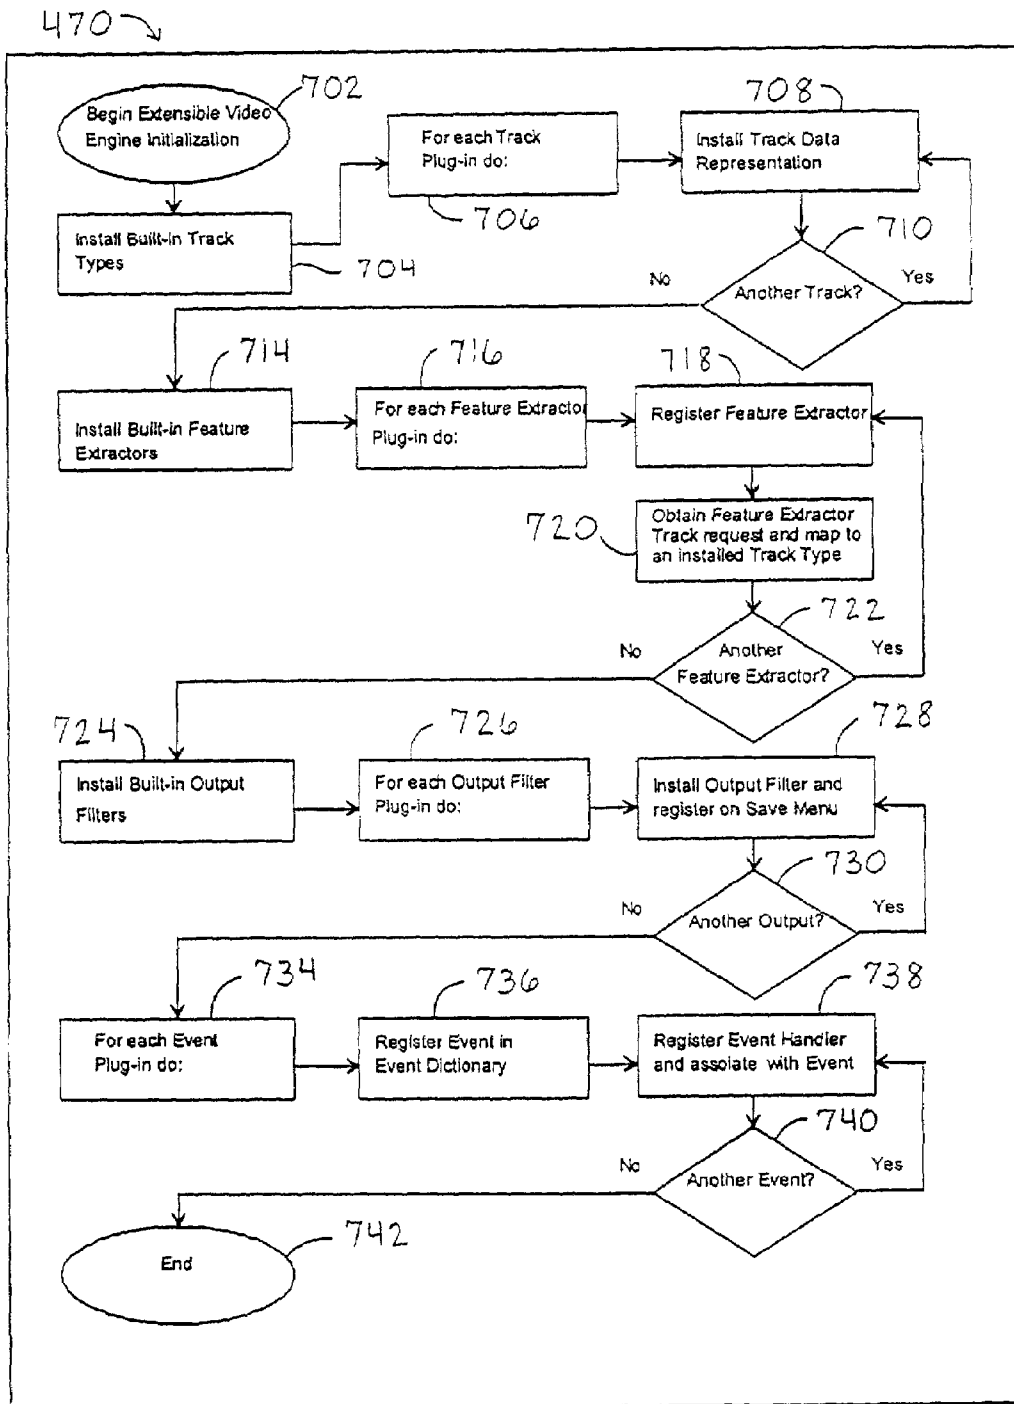 470
Begin Extensible Video
Engine Initialization
702
For each Track
Plug-in do:
706
708
Install Track Data
Representation
Install Built-in Track
Types
704
710
Another Track?
No
Yes
714
Install Built-in Feature
Extractors
716
For each Feature Extractor
Plug-in do:
718
Register Feature Extractor
720
Obtain Feature Extractor
Track request and map to
an installed Track Type
722
Another
Feature Extractor?
No
Yes
724
Install Built-in Output
Filters
726
For each Output Filter
Plug-in do:
728
Install Output Filter and
register on Save Menu
730
Another Output?
No
Yes
734
For each Event
Plug-in do:
736
Register Event in
Event Dictionary
738
Register Event Handler
and assoiate with Event
740
Another Event?
No
Yes
742
End